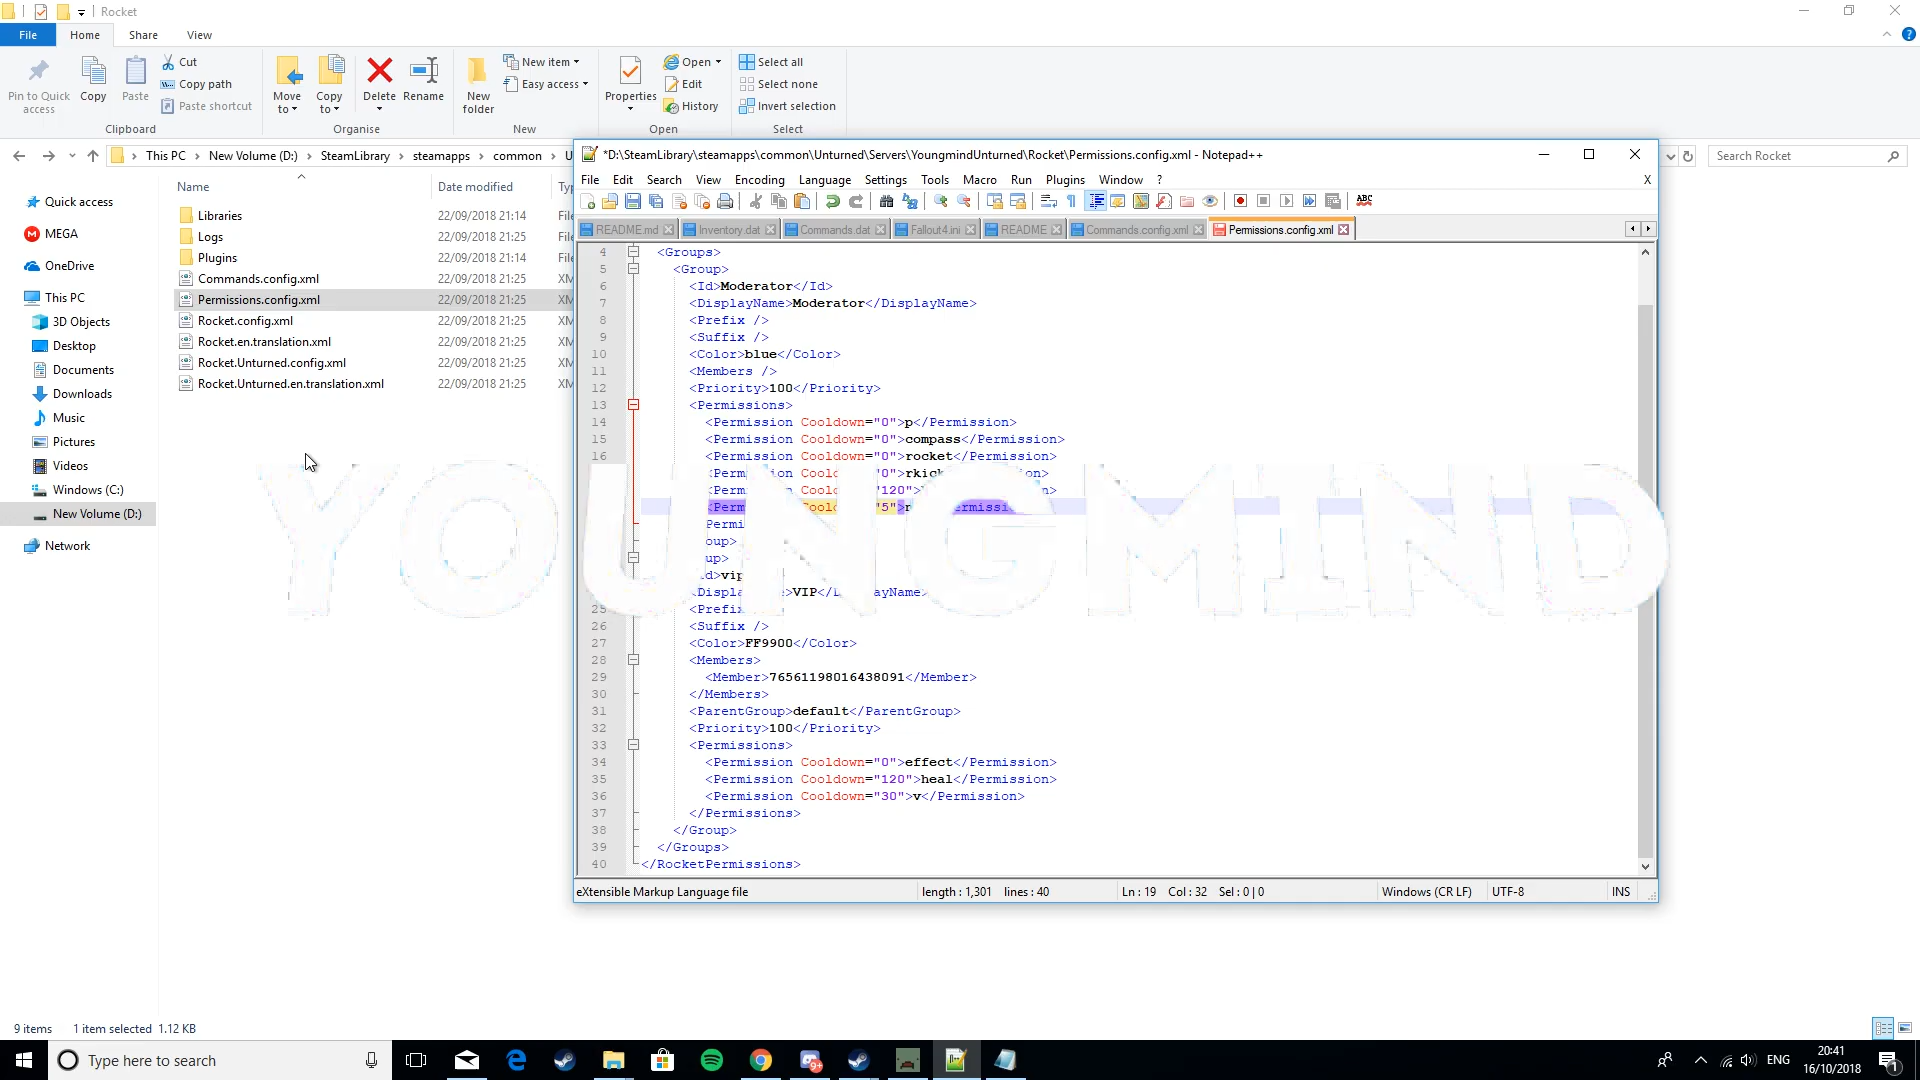 Rocket
File Home Share View
Pin to Quick access
Copy
Paste
Cut
Copy path
Paste shortcut
Clipboard
Move to
Copy to
Delete
Rename
Organise
New folder
New item
Easy access
New
Properties
Open
Edit
History
Open
Select all
Select none
Invert selection
Select
This PC > New Volume (D:) > SteamLibrary > steamapps > common > U
Search Rocket
Quick access
MEGA
OneDrive
This PC
3D Objects
Desktop
Documents
Downloads
Music
Pictures
Videos
Windows (C:)
New Volume (D:)
Network
Name Date modified Ty
Libraries 22/09/2018 21:14 File
Logs 22/09/2018 21:25 File
Plugins 22/09/2018 21:14 File
Commands.config.xml 22/09/2018 21:25 XM
Permissions.config.xml 22/09/2018 21:25 XM
Rocket.config.xml 22/09/2018 21:25 XM
Rocket.en.translation.xml 22/09/2018 21:25 XM
Rocket.Unturned.config.xml 22/09/2018 21:25 XM
Rocket.Unturned.en.translation.xml 22/09/2018 21:25 XM
*D:\SteamLibrary\steamapps\common\Unturned\Servers\YoungmindUnturned\Rocket\Permissions.config.xml - Notepad++
File Edit Search View Encoding Language Settings Tools Macro Run Plugins Window ? X
README.md Inventory.dat Commands.dat Fallout4.ini README Commands.config.xml Permissions.config.xml
4 <Groups>
5 <Group>
6 <Id>Moderator</Id>
7 <DisplayName>Moderator</DisplayName>
8 <Prefix />
9 <Suffix />
10 <Color>blue</Color>
11 <Members />
12 <Priority>100</Priority>
13 <Permissions>
14 <Permission Cooldown="0">p</Permission>
15 <Permission Cooldown="0">compass</Permission>
16 <Permission Cooldown="0">rocket</Permission>
YOUNGMIND
25 <Prefix
26 <Suffix />
27 <Color>FF9900</Color>
28 <Members>
29 <Member>76561198016438091</Member>
30 </Members>
31 <ParentGroup>default</ParentGroup>
32 <Priority>100</Priority>
33 <Permissions>
34 <Permission Cooldown="0">effect</Permission>
35 <Permission Cooldown="120">heal</Permission>
36 <Permission Cooldown="30">v</Permission>
37 </Permissions>
38 </Group>
39 </Groups>
40 </RocketPermissions>
eXtensible Markup Language file length : 1,301 lines : 40 Ln : 19 Col : 32 Sel : 0 | 0 Windows (CR LF) UTF-8 INS
9 items 1 item selected 1.12 KB
Type here to search
ENG
20:41
16/10/2018